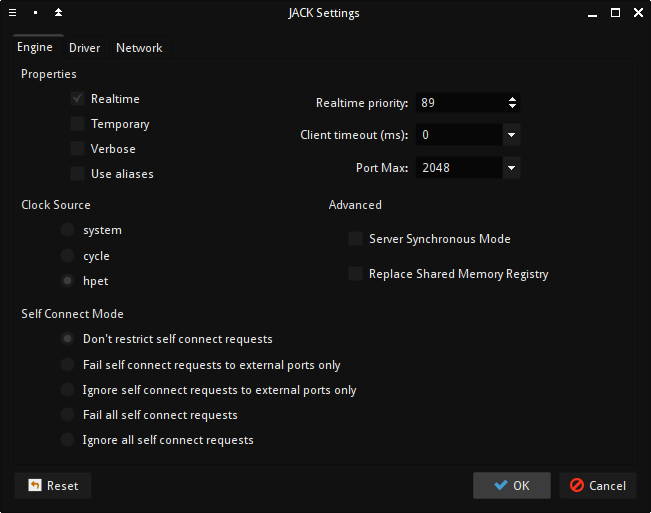 JACK Settings
Engine Driver Network
Properties
Realtime
Temporary
Verbose
Use aliases
Realtime priority: 89
Client timeout (ms): 0
Port Max: 2048
Clock Source
system
cycle
hpet
Advanced
Server Synchronous Mode
Replace Shared Memory Registry
Self Connect Mode
Don't restrict self connect requests
Fail self connect requests to external ports only
Ignore self connect requests to external ports only
Fail all self connect requests
Ignore all self connect requests
Reset OK Cancel